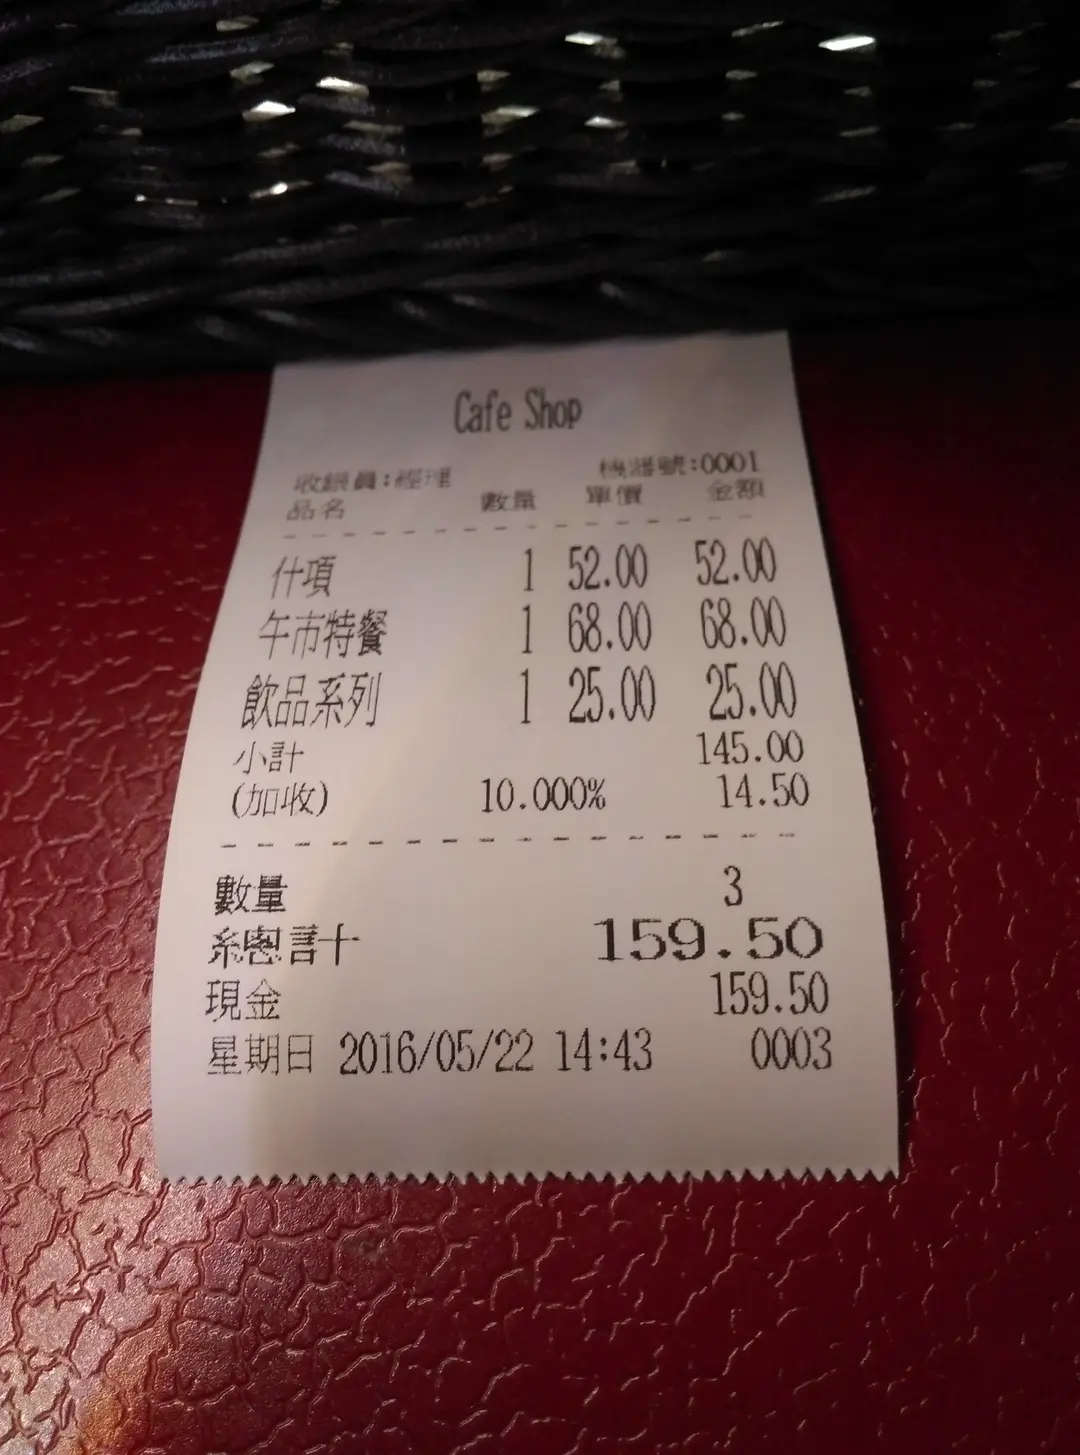 Cafe Shop
收銀員:經理 機器號:0001
品名 數量 單價 金額
什項 1 52.00 52.00
午市特餐 1 68.00 68.00
飲品系列 1 25.00 25.00
小計 145.00
(加收) 10.000% 14.50
數量 3
總計 159.50
現金 159.50
星期日 2016/05/22 14:43 0003